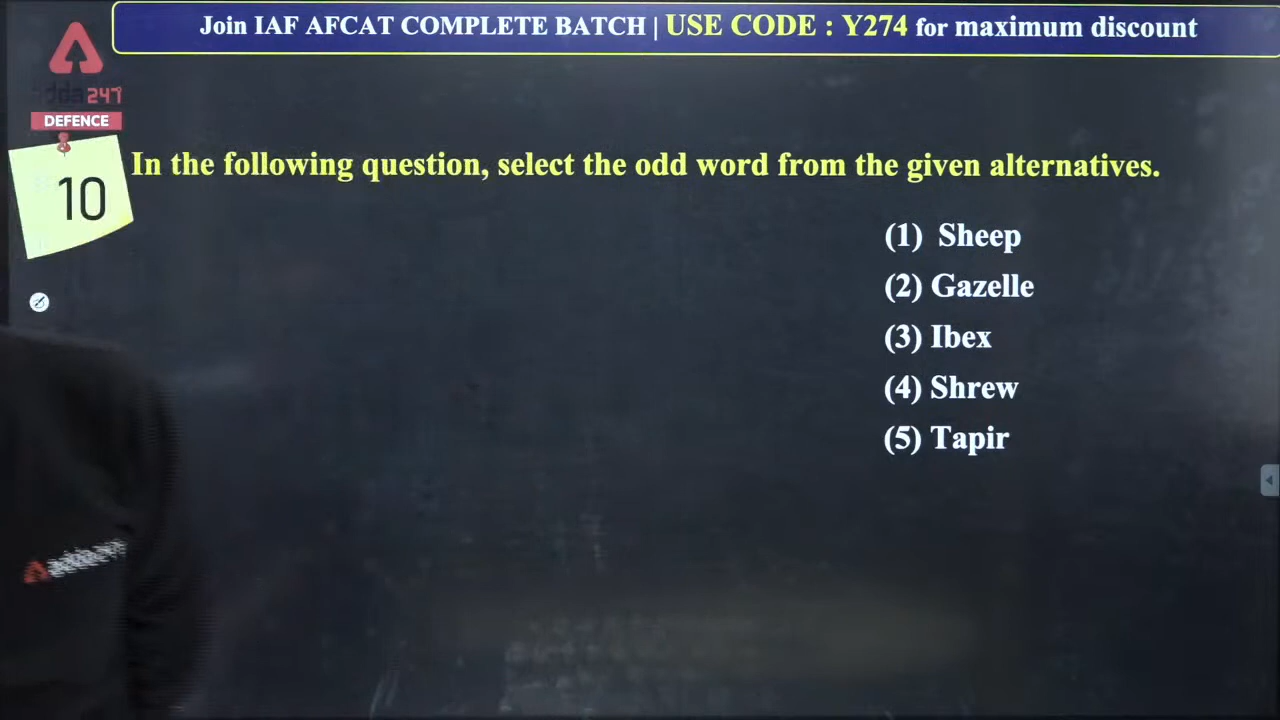 Join IAF AFCAT COMPLETE BATCH | USE CODE : Y274 for maximum discount
adda247
DEFENCE
10
In the following question, select the odd word from the given alternatives.
(1) Sheep
(2) Gazelle
(3) Ibex
(4) Shrew
(5) Tapir